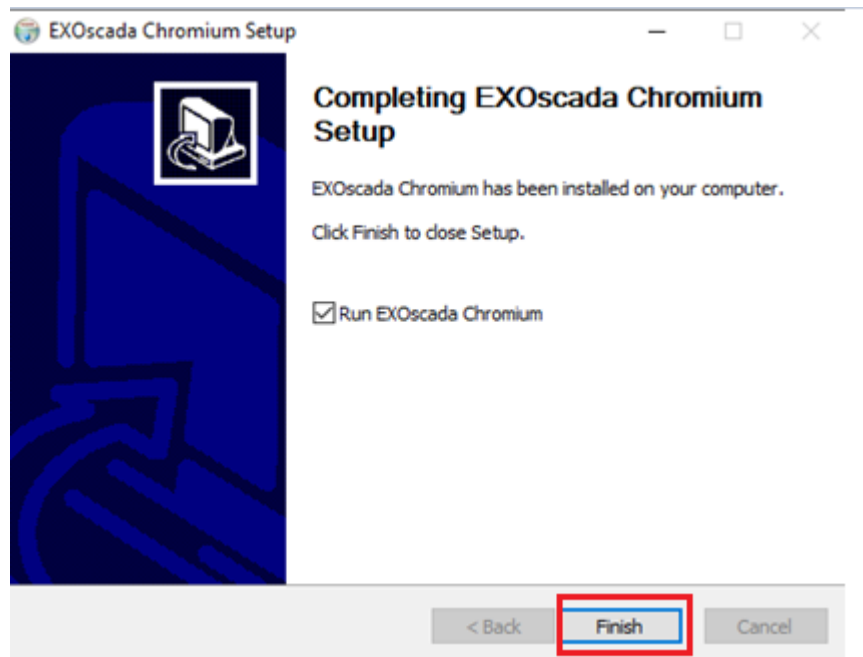 EXOscada Chromium Setup
Completing EXOscada Chromium
Setup
EXOscada Chromium has been installed on your computer.
Click Finish to close Setup.
Run EXOscada Chromium
< Back
Finish
Cancel